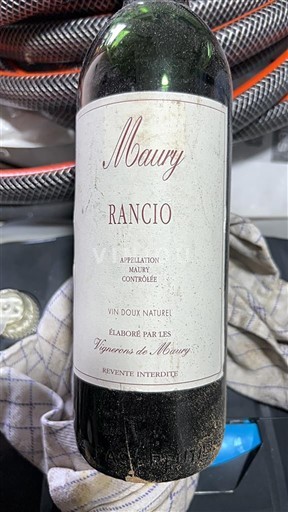 Maury
RANCIO
APPELLATION
MAURY
CONTRÔLÉE
VIN DOUX NATUREL
ÉLABORÉ PAR LES
Vignerons de Maury
REVENTE INTERDITE